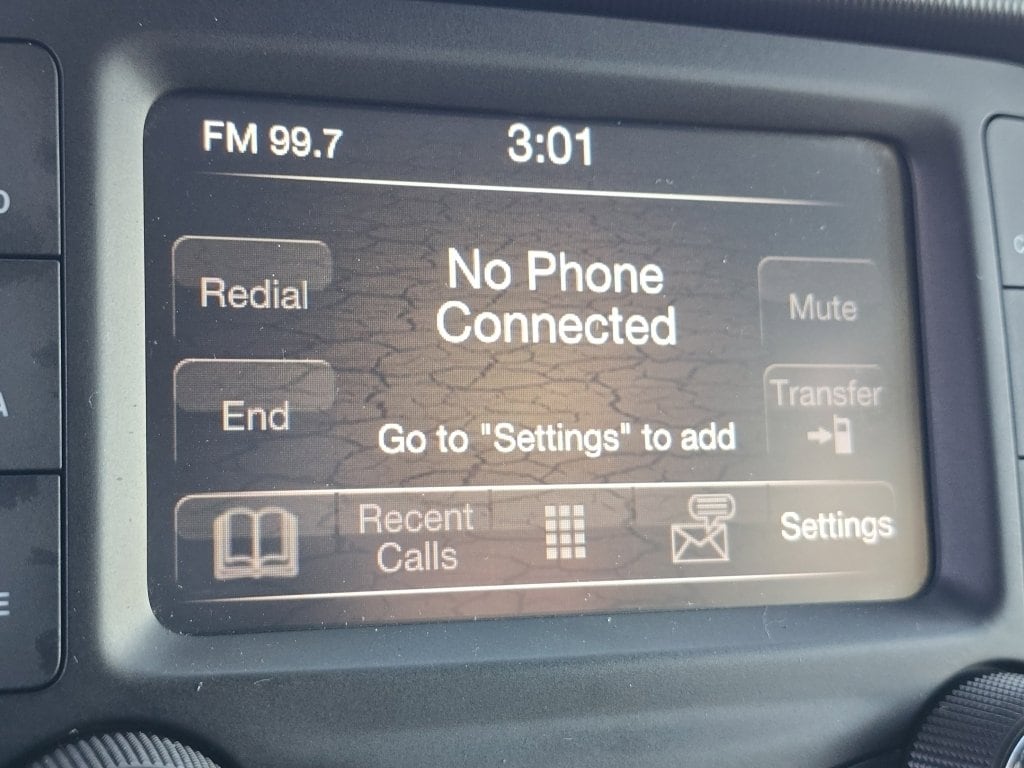 FM 99.7
3:01
Redial
No Phone
Connected
Mute
End
Go to "Settings" to add
Transfer
Recent
Calls
Settings